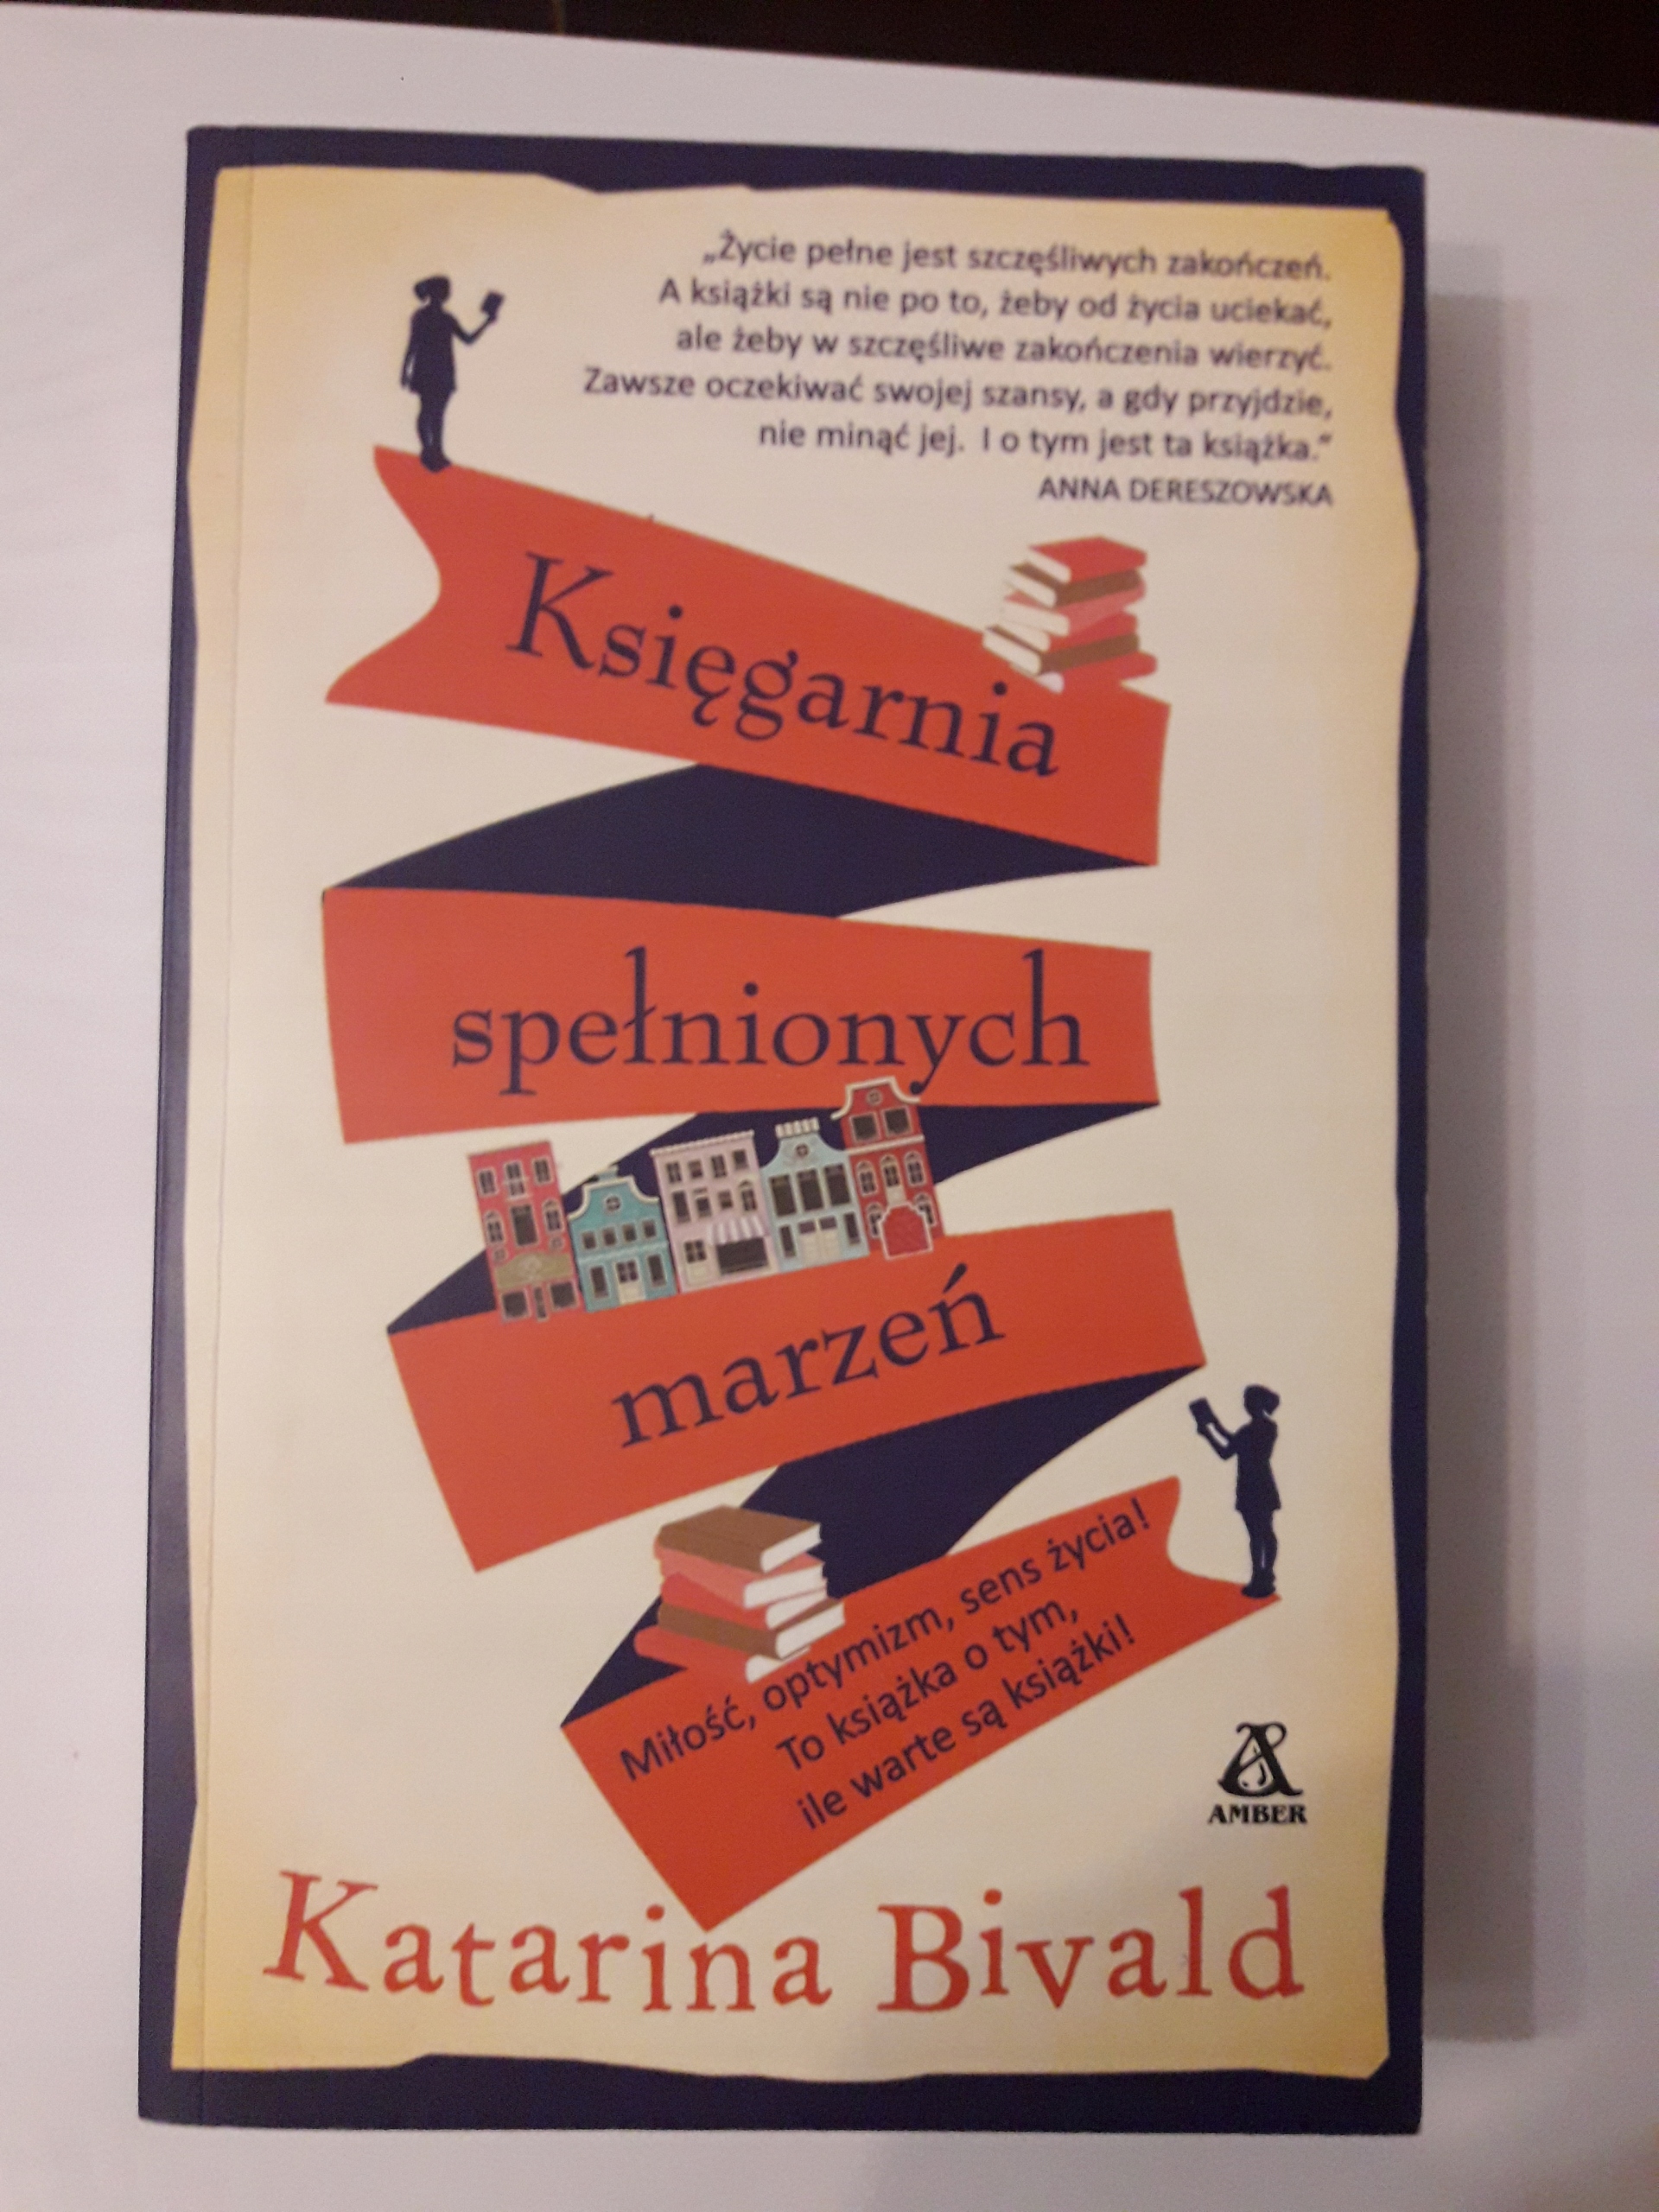 „Życie pełne jest szczęśliwych zakończeń.
A książki są nie po to, żeby od życia uciekać,
ale żeby w szczęśliwe zakończenia wierzyć.
Zawsze oczekiwać swojej szansy, a gdy przyjdzie,
nie minąć jej. I o tym jest ta książka.”
ANNA DERESZOWSKA
Księgarnia
spełnionych
marzeń
Miłość, optymizm, sens życia!
To książka o tym,
ile warte są książki!
AMBER
Katarina Bivald